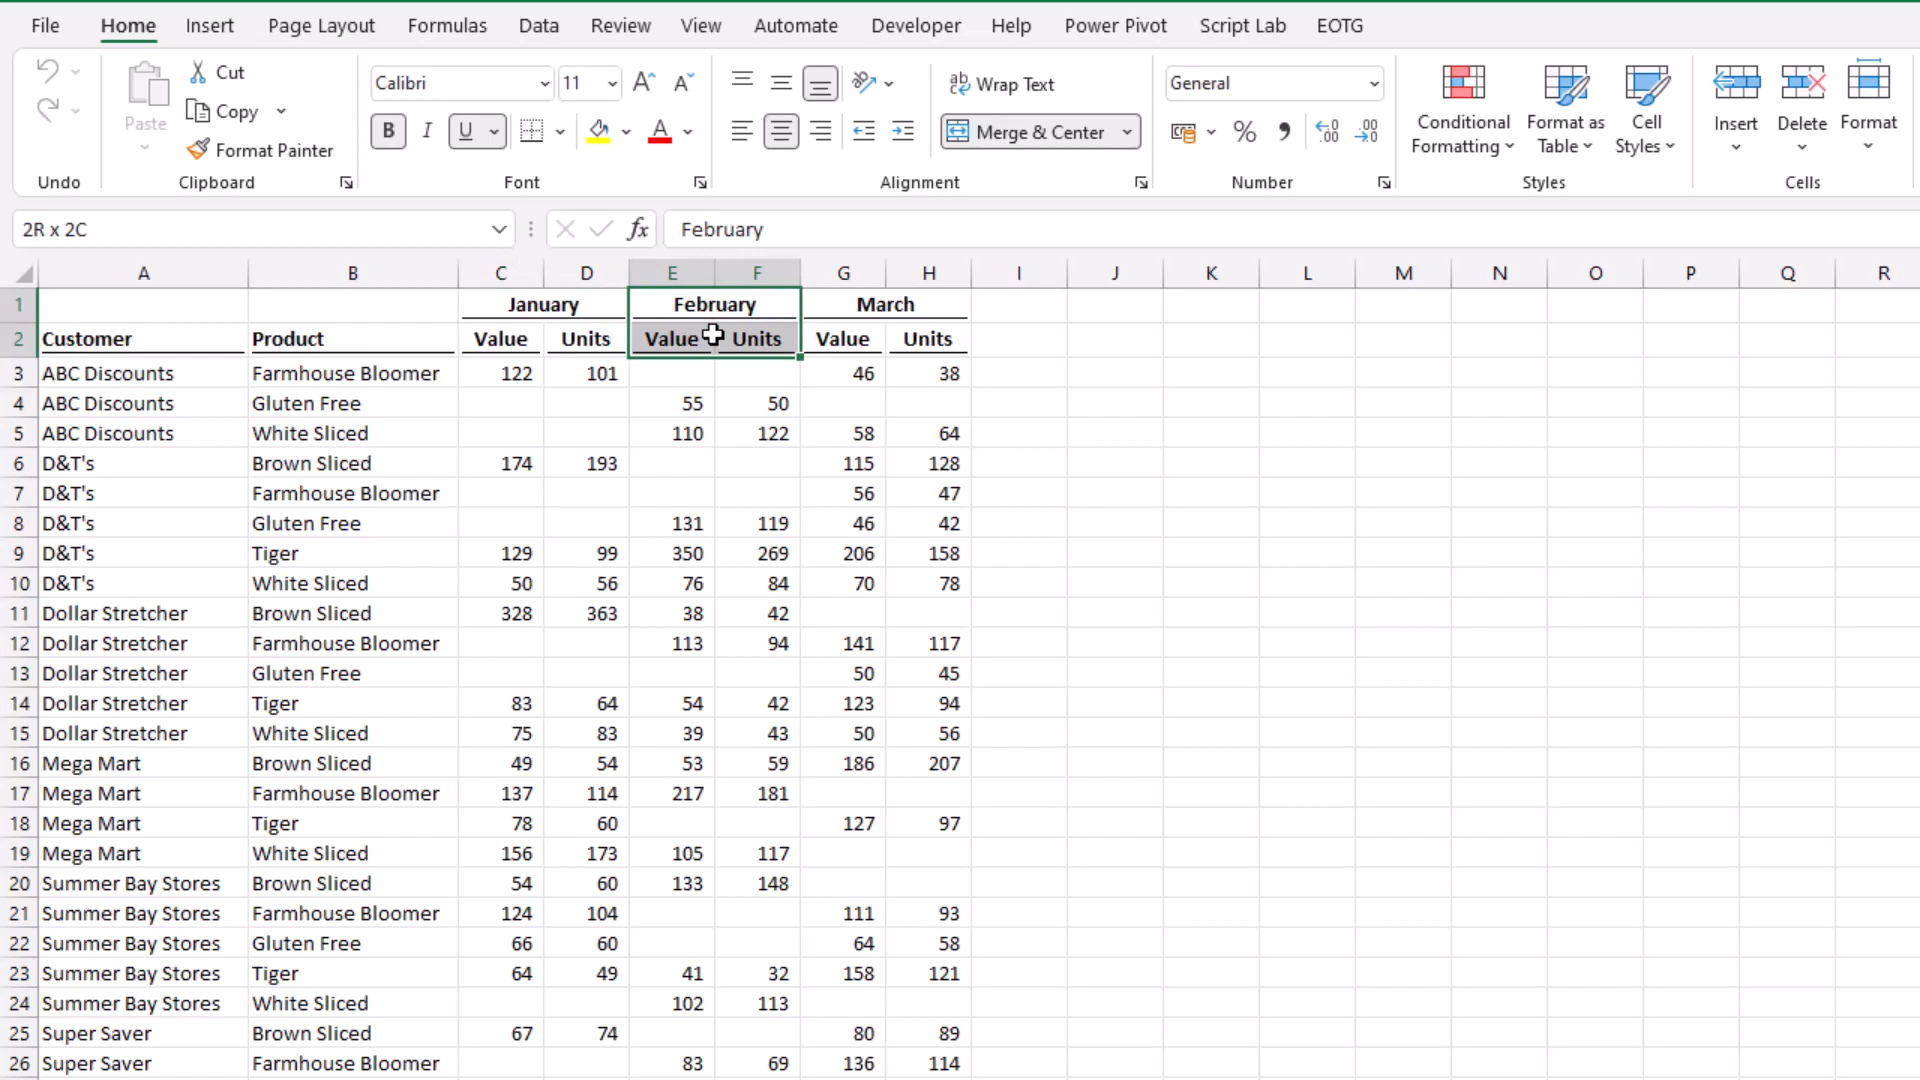 File Home Insert Page Layout Formulas Data Review View Automate Developer Help Power Pivot Script Lab EOTG
Paste
Cut
Copy
Format Painter
Calibri 11 A A
B I U A
ab Wrap Text
Merge & Center
General
% 9 ←0 .00 .00 →0
Conditional Formatting
Format as Table
Cell Styles
Insert
Delete
Format
Undo Clipboard Font Alignment Number Styles Cells
2R x 2C fx February
A B C D E F G H I J K L M N O P Q R
1 January February March
2 Customer Product Value Units Value Units Value Units
3 ABC Discounts Farmhouse Bloomer 122 101 46 38
4 ABC Discounts Gluten Free 55 50
5 ABC Discounts White Sliced 110 122 58 64
6 D&T's Brown Sliced 174 193 115 128
7 D&T's Farmhouse Bloomer 56 47
8 D&T's Gluten Free 131 119 46 42
9 D&T's Tiger 129 99 350 269 206 158
10 D&T's White Sliced 50 56 76 84 70 78
11 Dollar Stretcher Brown Sliced 328 363 38 42
12 Dollar Stretcher Farmhouse Bloomer 113 94 141 117
13 Dollar Stretcher Gluten Free 50 45
14 Dollar Stretcher Tiger 83 64 54 42 123 94
15 Dollar Stretcher White Sliced 75 83 39 43 50 56
16 Mega Mart Brown Sliced 49 54 53 59 186 207
17 Mega Mart Farmhouse Bloomer 137 114 217 181
18 Mega Mart Tiger 78 60 127 97
19 Mega Mart White Sliced 156 173 105 117
20 Summer Bay Stores Brown Sliced 54 60 133 148
21 Summer Bay Stores Farmhouse Bloomer 124 104 111 93
22 Summer Bay Stores Gluten Free 66 60 64 58
23 Summer Bay Stores Tiger 64 49 41 32 158 121
24 Summer Bay Stores White Sliced 102 113
25 Super Saver Brown Sliced 67 74 80 89
26 Super Saver Farmhouse Bloomer 83 69 136 114